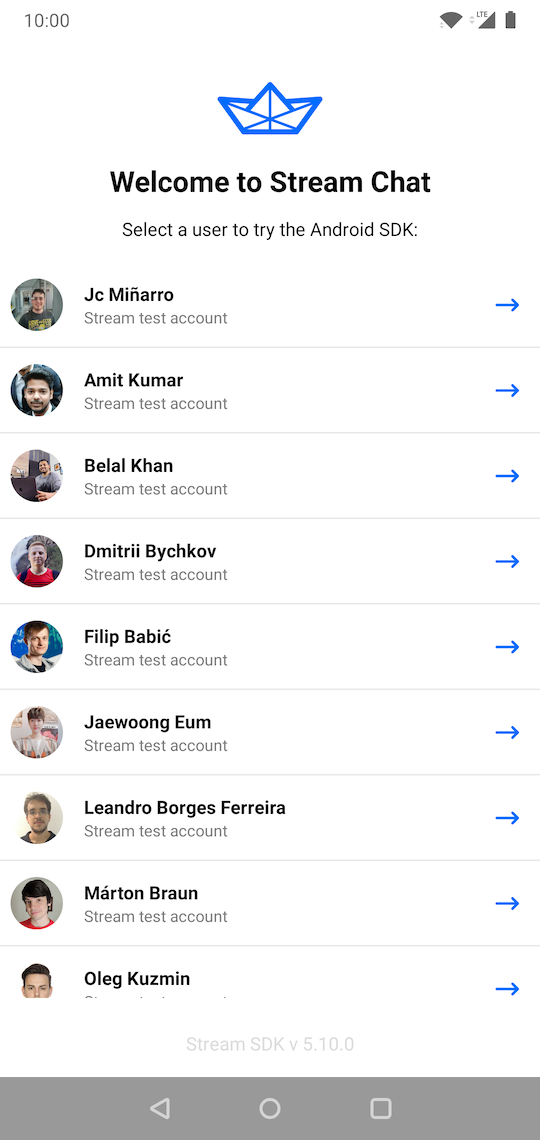 10:00
LTE
Welcome to Stream Chat
Select a user to try the Android SDK:
Jc Miñarro
Stream test account
Amit Kumar
Stream test account
Belal Khan
Stream test account
Dmitrii Bychkov
Stream test account
Filip Babić
Stream test account
Jaewoong Eum
Stream test account
Leandro Borges Ferreira
Stream test account
Márton Braun
Stream test account
Oleg Kuzmin
Stream SDK v 5.10.0